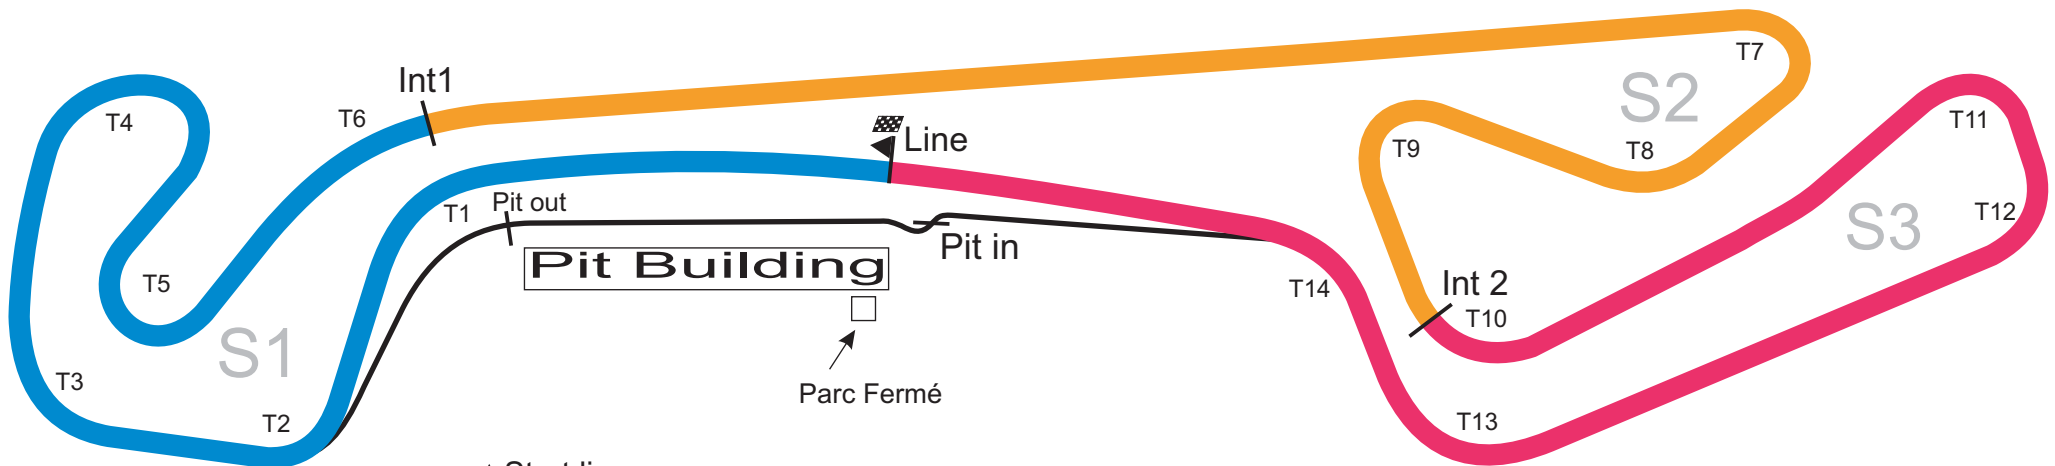 T7
Int1
S2
T4
T6
T11
Line
T9
T8
T1
Pit out
T12
S3
Pit in
Pit Building
T5
Int 2
T14
T10
S1
T3
Parc Fermé
T2
T13